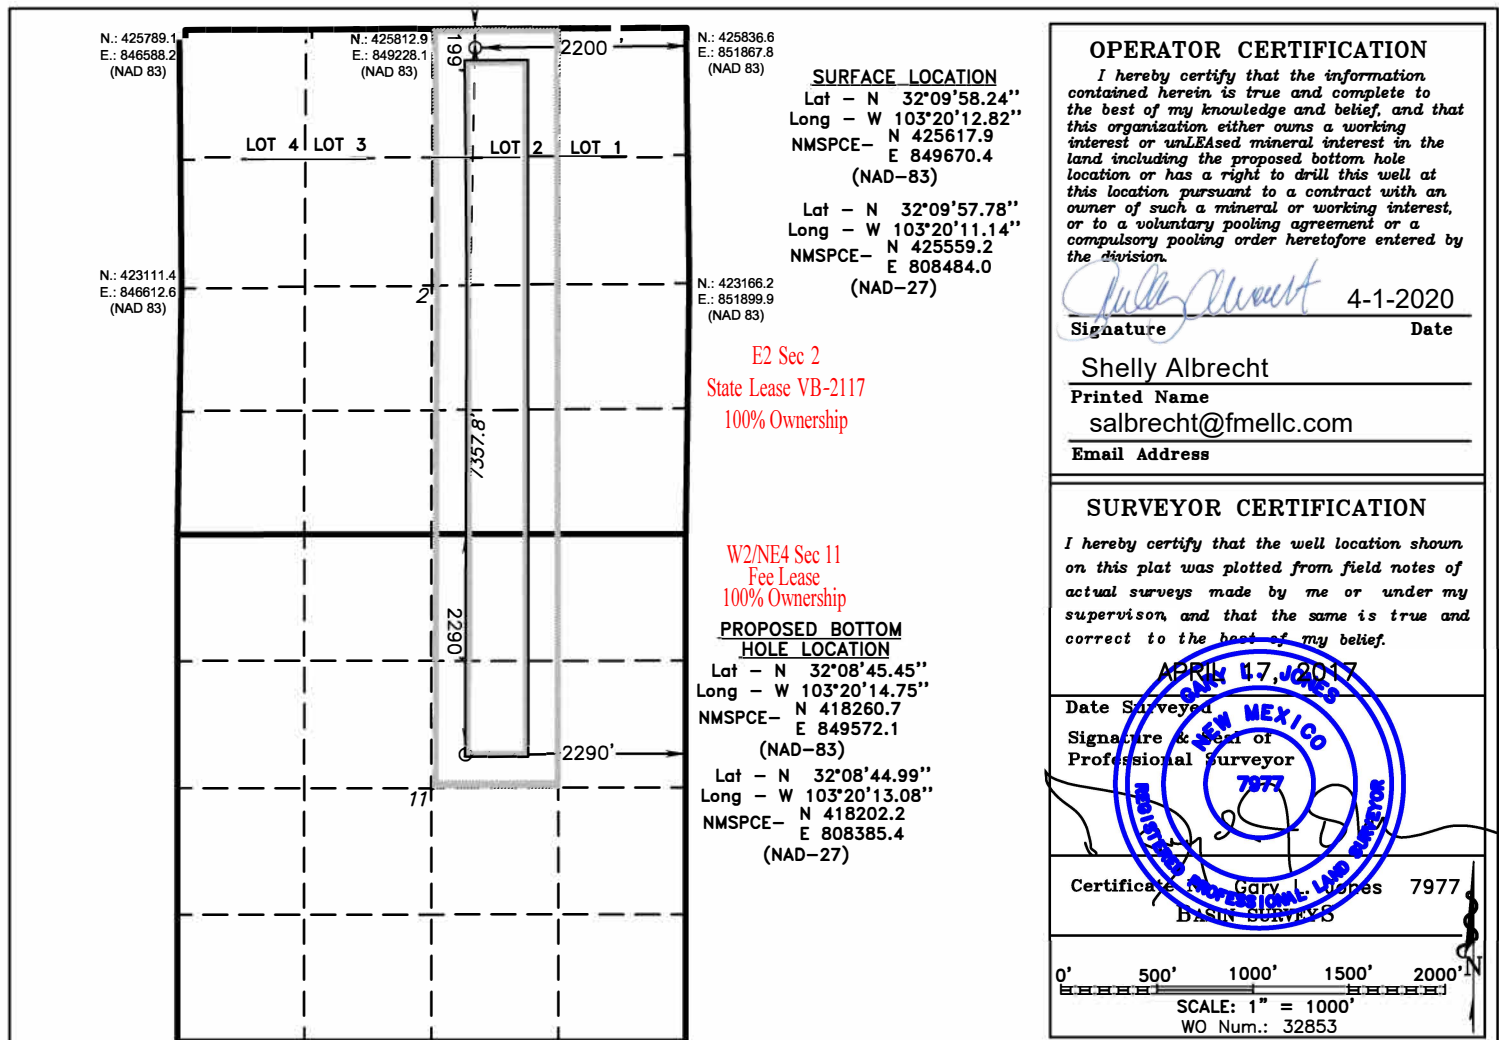 N.: 425789.1
E.: 846588.2
(NAD 83)
N.: 425812.9
E.: 849228.1
(NAD 83)
199'
2200'
N.: 425836.6
E.: 851867.8
(NAD 83)
LOT 4
LOT 3
LOT 2
LOT 1
N.: 423111.4
E.: 846612.6
(NAD 83)
2
N.: 423166.2
E.: 851899.9
(NAD 83)
7357.8'
2290'
2290'
11
SURFACE LOCATION
Lat - N 32°09'58.24''
Long - W 103°20'12.82''
NMSPCE- N 425617.9
E 849670.4
(NAD-83)
Lat - N 32°09'57.78''
Long - W 103°20'11.14''
NMSPCE- N 425559.2
E 808484.0
(NAD-27)
E2 Sec 2
State Lease VB-2117
100% Ownership
W2/NE4 Sec 11
Fee Lease
100% Ownership
PROPOSED BOTTOM
HOLE LOCATION
Lat - N 32°08'45.45''
Long - W 103°20'14.75''
NMSPCE- N 418260.7
E 849572.1
(NAD-83)
Lat - N 32°08'44.99''
Long - W 103°20'13.08''
NMSPCE- N 418202.2
E 808385.4
(NAD-27)
OPERATOR CERTIFICATION
I hereby certify that the information
contained herein is true and complete to
the best of my knowledge and belief, and that
this organization either owns a working
interest or unLEAsed mineral interest in the
land including the proposed bottom hole
location or has a right to drill this well at
this location pursuant to a contract with an
owner of such a mineral or working interest,
or to a voluntary pooling agreement or a
compulsory pooling order heretofore entered by
the division.
4-1-2020
Signature Date
Shelly Albrecht
Printed Name
salbrecht@fmellc.com
Email Address
SURVEYOR CERTIFICATION
I hereby certify that the well location shown
on this plat was plotted from field notes of
actual surveys made by me or under my
supervison, and that the same is true and
correct to the best of my belief.
APRIL 17, 2017
Date Surveyed
Signature & Seal of
Professional Surveyor
GARY L. JONES
NEW MEXICO
7977
REGISTERED PROFESSIONAL LAND SURVEYOR
Certificate Gary L. Jones 7977
BASIN SURVEYS
N
0' 500' 1000' 1500' 2000'
SCALE: 1" = 1000'
WO Num.: 32853